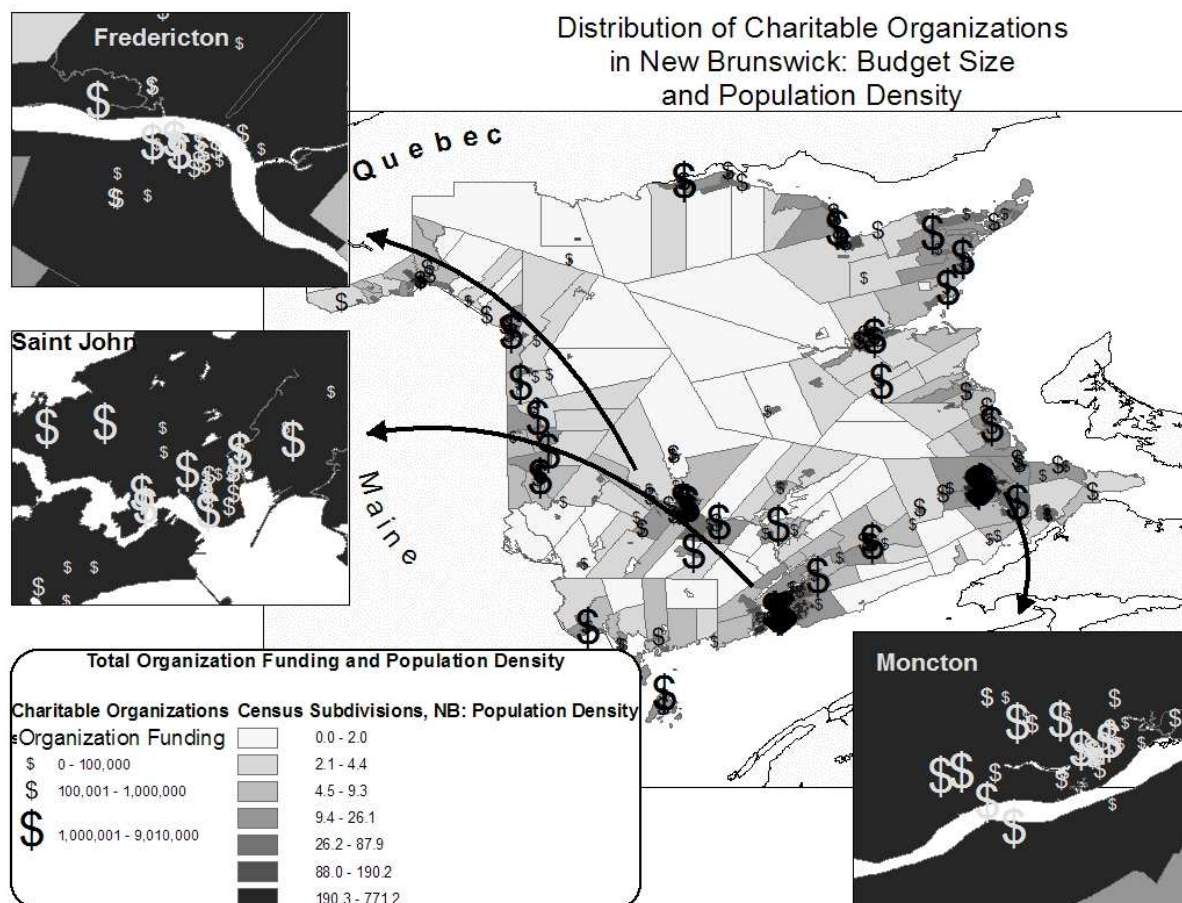 Distribution of Charitable Organizations
in New Brunswick: Budget Size
and Population Density
Fredericton
Quebec
Saint John
Maine
Moncton
Total Organization Funding and Population Density
Charitable Organizations
Organization Funding
$ 0 - 100,000
$ 100,001 - 1,000,000
$ 1,000,001 - 9,010,000
Census Subdivisions, NB: Population Density
0.0 - 2.0
2.1 - 4.4
4.5 - 9.3
9.4 - 26.1
26.2 - 87.9
88.0 - 190.2
190.3 - 771.2